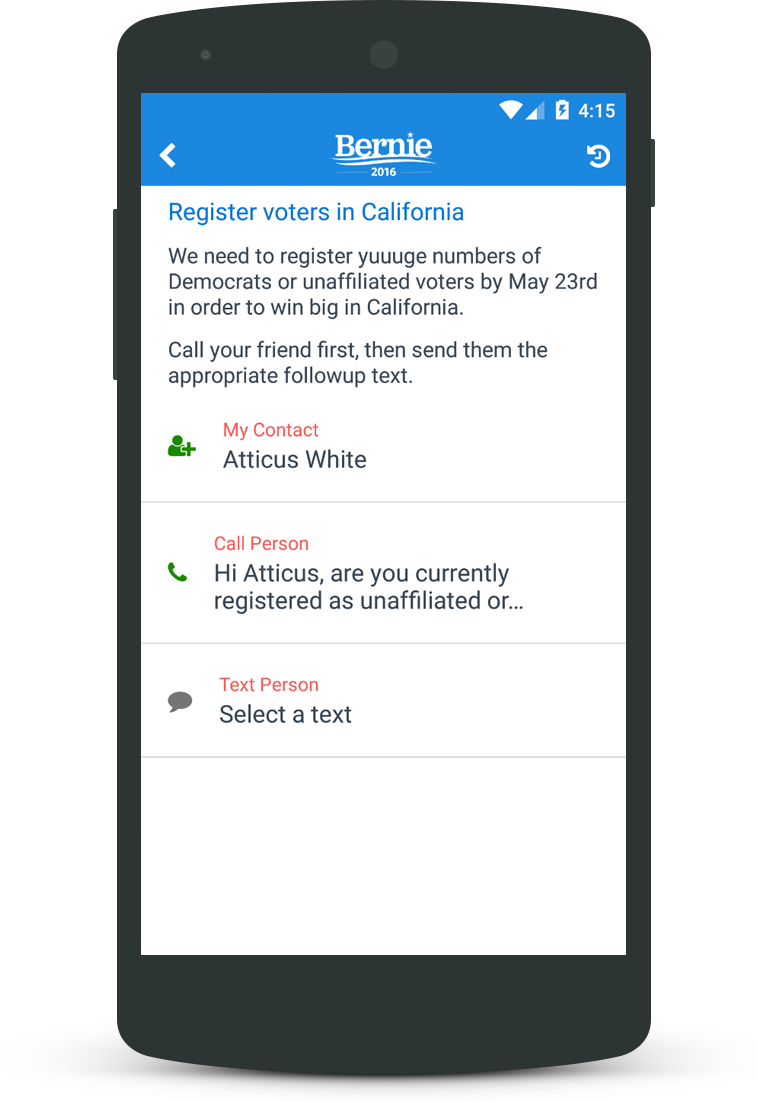 4:15
Bernie
2016
Register voters in California
We need to register yuuuge numbers of
Democrats or unaffiliated voters by May 23rd
in order to win big in California.
Call your friend first, then send them the
appropriate followup text.
My Contact
Atticus White
Call Person
Hi Atticus, are you currently
registered as unaffiliated or...
Text Person
Select a text